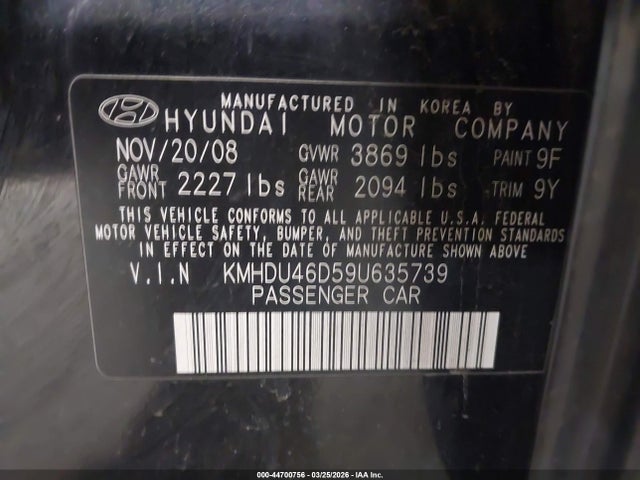 MANUFACTURED IN KOREA BY
HYUNDAI MOTOR COMPANY
NOV/20/08 GVWR 3869 lbs PAINT 9F
GAWR FRONT 2227 lbs GAWR REAR 2094 lbs TRIM 9Y
THIS VEHICLE CONFORMS TO ALL APPLICABLE U.S.A. FEDERAL
MOTOR VEHICLE SAFETY, BUMPER, AND THEFT PREVENTION STANDARDS
IN EFFECT ON THE DATE OF MANUFACTURE SHOWN ABOVE
V.I.N KMHDU46D59U635739
PASSENGER CAR
000-44700756 - 03/25/2026 - IAA Inc.